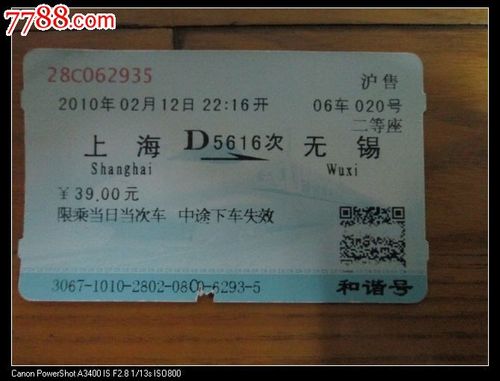 7788.com
28C062935
沪售
2010年02月12日22:16开
06车020号
二等座
上海 D5616次 无锡
Shanghai Wuxi
￥39.00元
限乘当日当次车 中途下车失效
3067-1010-2802-0800-6293-5
和谐号
Canon PowerShot A3400 IS F2.8 1/13s ISO800